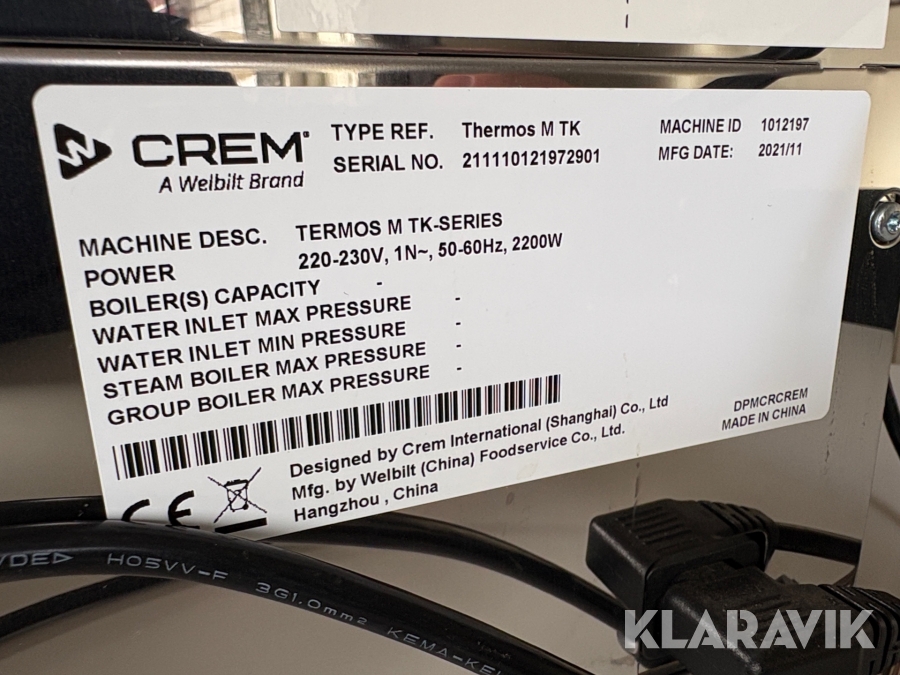 CREM®
A Welbilt Brand
TYPE REF. Thermos M TK
SERIAL NO. 211110121972901
MACHINE ID 1012197
MFG DATE: 2021/11
MACHINE DESC. TERMOS M TK-SERIES
POWER 220-230V, 1N~, 50-60Hz, 2200W
BOILER(S) CAPACITY -
WATER INLET MAX PRESSURE -
WATER INLET MIN PRESSURE -
STEAM BOILER MAX PRESSURE -
GROUP BOILER MAX PRESSURE -
Designed by Crem International (Shanghai) Co., Ltd
Mfg. by Welbilt (China) Foodservice Co., Ltd.
Hangzhou , China
DPMCRCREM
MADE IN CHINA
CE
VDE H05VV-F 3G1.0mm2 KEMA-KE
KLARAVIK